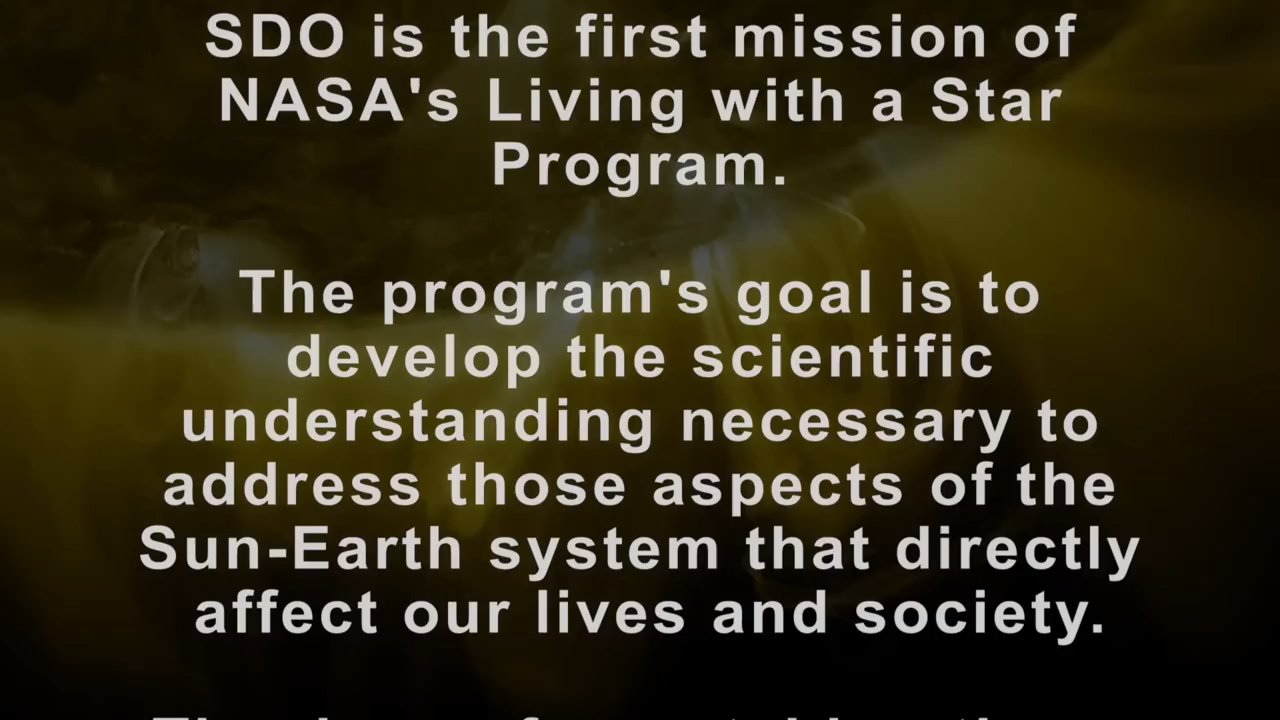 SDO is the first mission of
NASA's Living with a Star
Program.
The program's goal is to
develop the scientific
understanding necessary to
address those aspects of the
Sun-Earth system that directly
affect our lives and society.